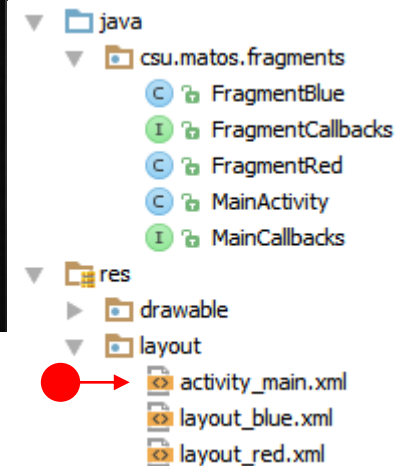 java
csu.matos.fragments
C FragmentBlue
I FragmentCallbacks
C FragmentRed
C MainActivity
I MainCallbacks
res
drawable
layout
activity_main.xml
layout_blue.xml
layout_red.xml